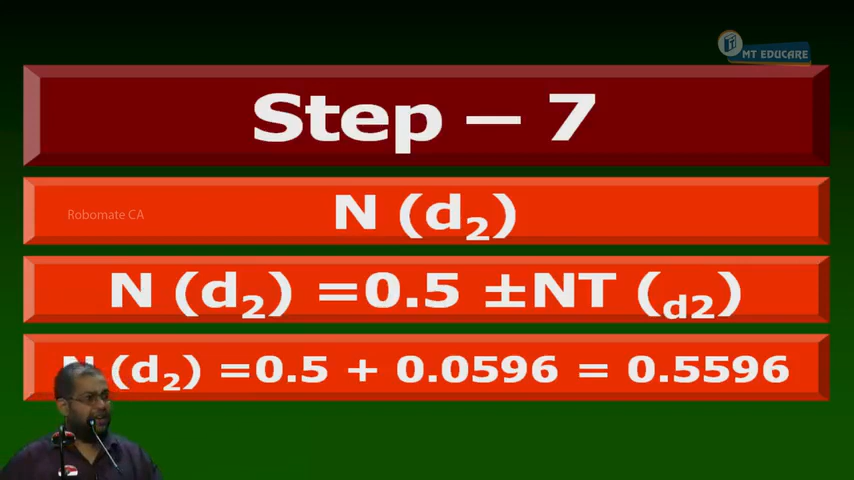 MT EDUCARE
Step – 7
Robomate CA
N (d₂)
N (d₂) =0.5 ±NT (d2)
N (d₂) =0.5 + 0.0596 = 0.5596